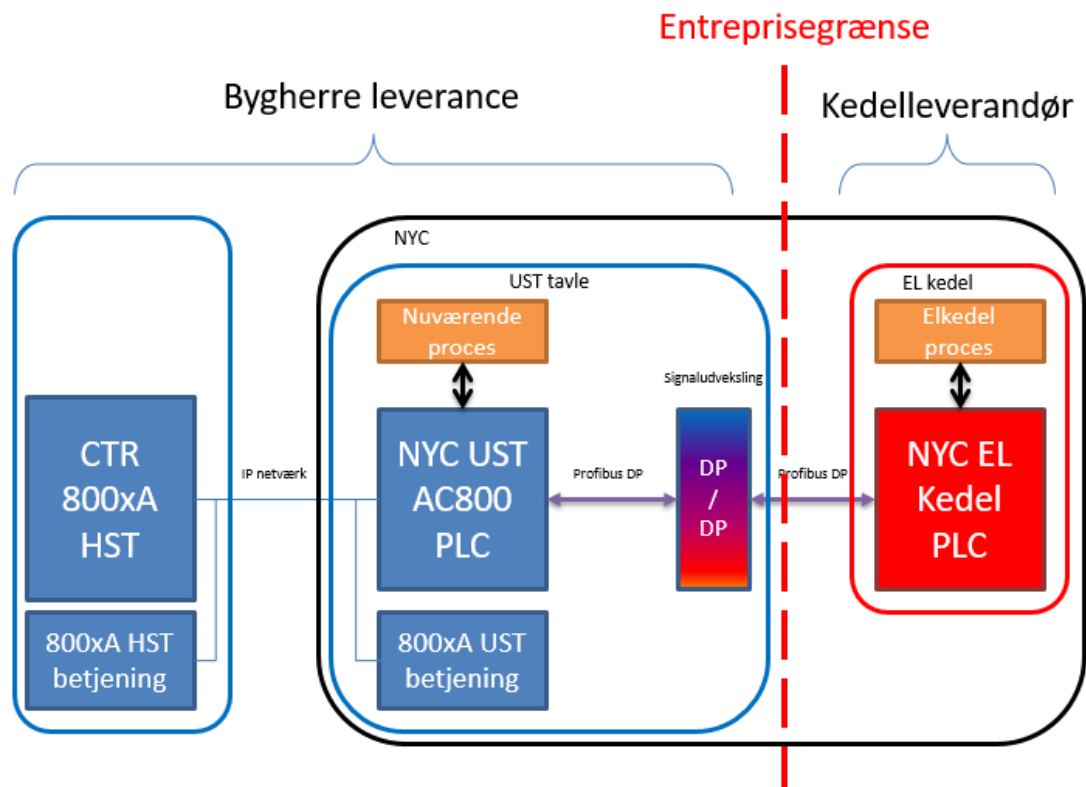 Entreprisegrænse
Bygherre leverance
Kedelleverandør
NYC
UST tavle
EL kedel
Nuværende
proces
Elkedel
proces
Signaludveksling
CTR
800xA
HST
IP netværk
NYC UST
AC800
PLC
Profibus DP
DP
/
DP
Profibus DP
NYC EL
Kedel
PLC
800xA HST
betjening
800xA UST
betjening